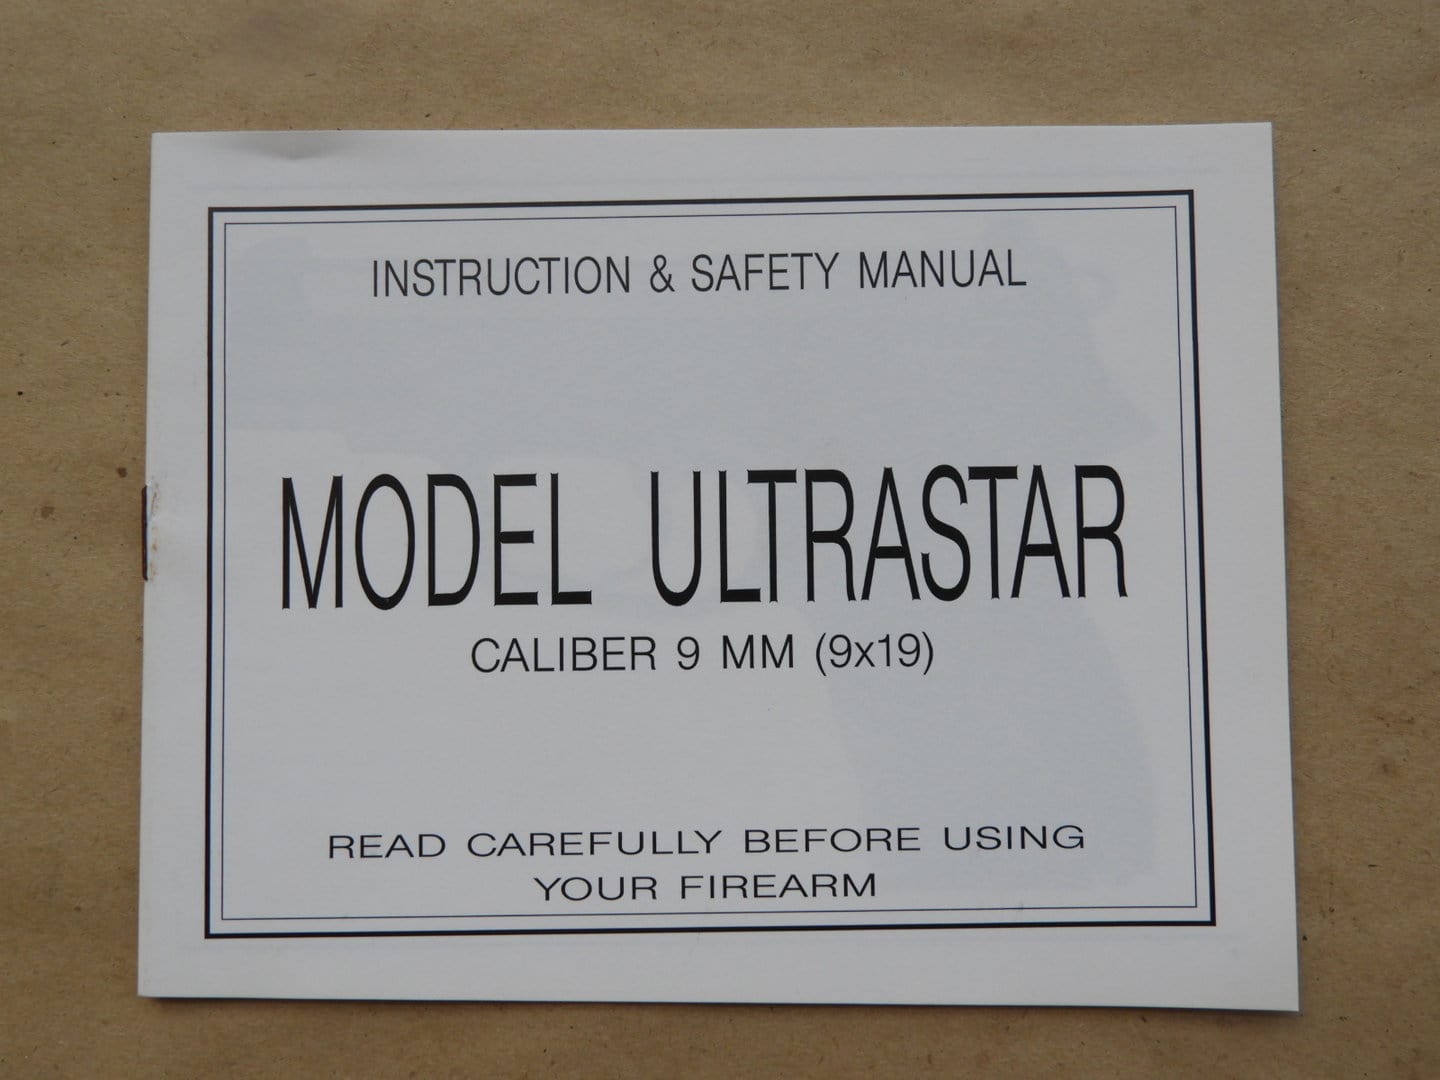 INSTRUCTION & SAFETY MANUAL
MODEL ULTRASTAR
CALIBER 9 MM (9x19)
READ CAREFULLY BEFORE USING
YOUR FIREARM